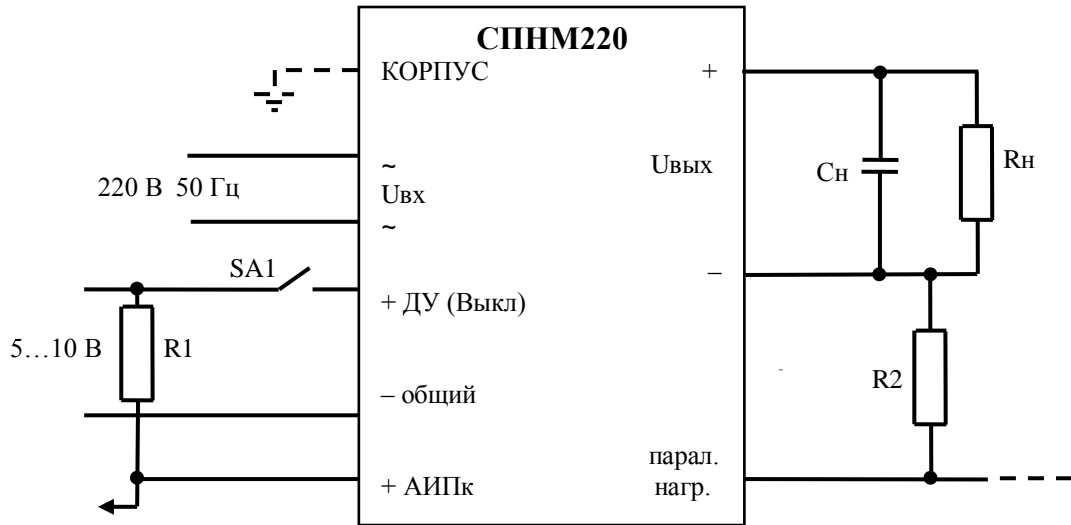 СПНМ220
КОРПУС
+
~
220 В 50 Гц
Uвх
~
Uвых
Cн
Rн
SA1
–
+ ДУ (Выкл)
5…10 В
R1
R2
– общий
+ АИПк
парал.
нагр.